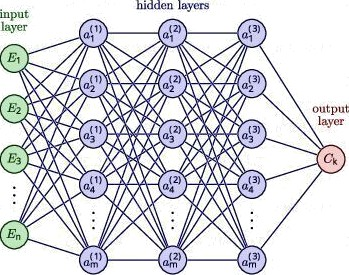 hidden layers
input
layer
E₁
E₂
E₃
⋮
Eₙ
a₁⁽¹⁾
a₂⁽¹⁾
a₃⁽¹⁾
a₄⁽¹⁾
⋮
aₘ⁽¹⁾
a₁⁽²⁾
a₂⁽²⁾
a₃⁽²⁾
a₄⁽²⁾
⋮
aₘ⁽²⁾
a₁⁽³⁾
a₂⁽³⁾
a₃⁽³⁾
a₄⁽³⁾
⋮
aₘ⁽³⁾
output
layer
Cₖ